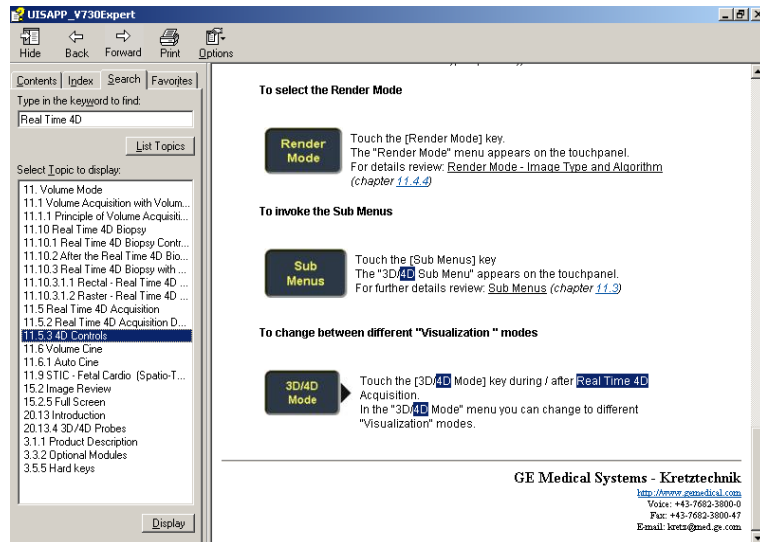 UISAPP_V730Expert
Hide Back Forward Print Options
Contents Index Search Favorites
Type in the keyword to find:
Real Time 4D
List Topics
Select Topic to display:
11. Volume Mode
11.1 Volume Acquisition with Volum...
11.1.1 Principle of Volume Acquisiti...
11.10 Real Time 4D Biopsy
11.10.1 Real Time 4D Biopsy Contr...
11.10.2 After the Real Time 4D Bio...
11.10.3 Real Time 4D Biopsy with ...
11.10.3.1.1 Rectal - Real Time 4D ...
11.10.3.1.2 Raster - Real Time 4D ...
11.5 Real Time 4D Acquisition
11.5.2 Real Time 4D Acquisition D...
11.5.3 4D Controls
11.6 Volume Cine
11.6.1 Auto Cine
11.9 STIC - Fetal Cardio (Spatio-T...
15.2 Image Review
15.2.5 Full Screen
20.13 Introduction
20.13.4 3D/4D Probes
3.1.1 Product Description
3.3.2 Optional Modules
3.5.5 Hard keys
Display
To select the Render Mode
Render
Mode
Touch the [Render Mode] key.
The "Render Mode" menu appears on the touchpanel.
For details review: Render Mode - Image Type and Algorithm
(chapter 11.4.4)
To invoke the Sub Menus
Sub
Menus
Touch the [Sub Menus] key
The "3D/4D Sub Menu" appears on the touchpanel.
For further details review: Sub Menus (chapter 11.3)
To change between different "Visualization " modes
3D/4D
Mode
Touch the [3D/4D Mode] key during / after Real Time 4D
Acquisition.
In the "3D/4D Mode" menu you can change to different
"Visualization" modes.
GE Medical Systems - Kretztechnik
http://www.gemedical.com
Voice: +43-7682-3800-0
Fax: +43-7682-3800-47
E-mail: kretz@med.ge.com